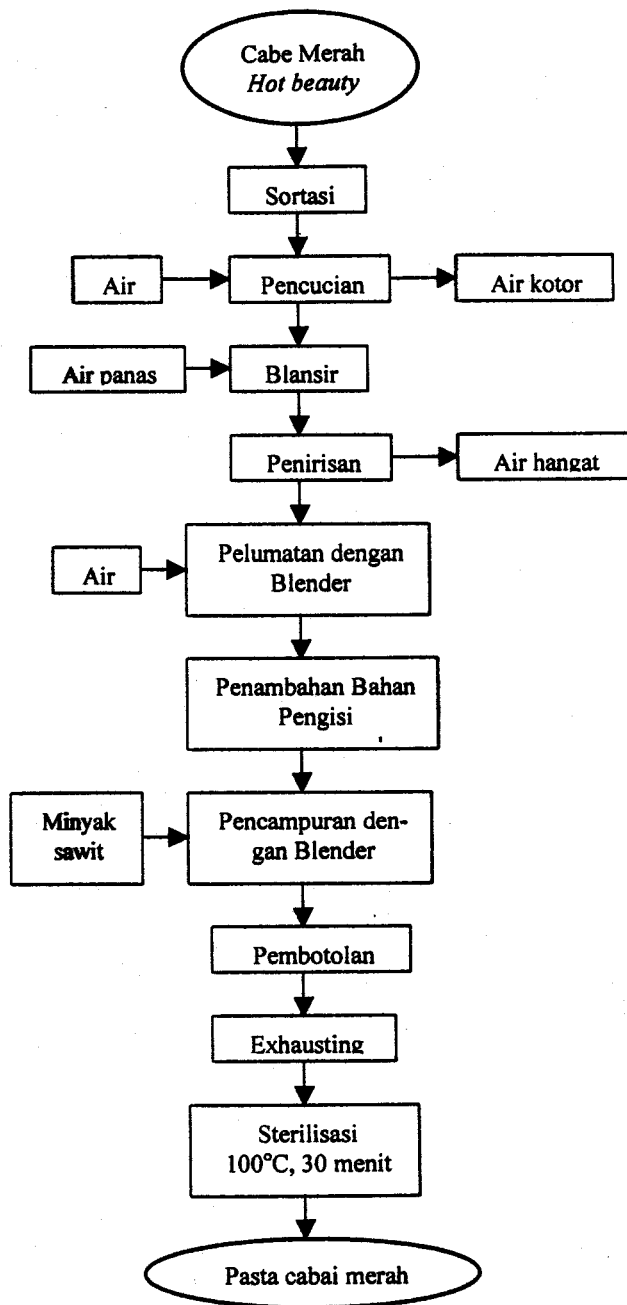 Cabe Merah
Hot beauty
Sortasi
Air
Pencucian
Air kotor
Air panas
Blansir
Penirisan
Air hangat
Air
Pelumatan dengan
Blender
Penambahan Bahan
Pengisi
Minyak
sawit
Pencampuran den-
gan Blender
Pembotolan
Exhausting
Sterilisasi
100°C, 30 menit
Pasta cabai merah